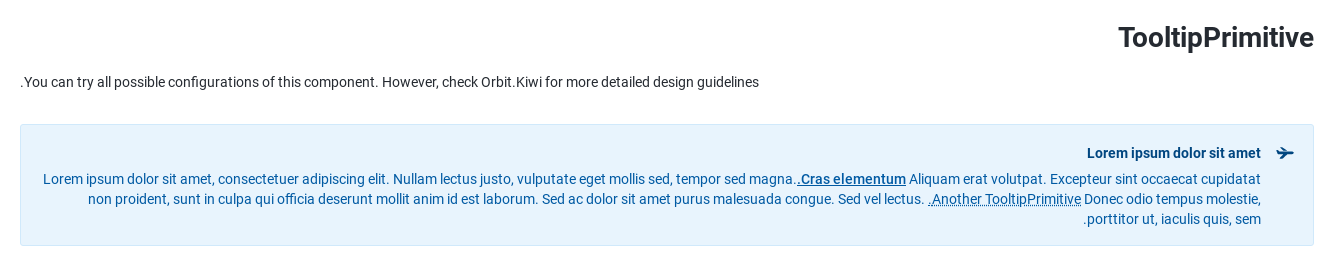 TooltipPrimitive
.You can try all possible configurations of this component. However, check Orbit.Kiwi for more detailed design guidelines
Lorem ipsum dolor sit amet
Lorem ipsum dolor sit amet, consectetuer adipiscing elit. Nullam lectus justo, vulputate eget mollis sed, tempor sed magna..Cras elementum Aliquam erat volutpat. Excepteur sint occaecat cupidatat
non proident, sunt in culpa qui officia deserunt mollit anim id est laborum. Sed ac dolor sit amet purus malesuada congue. Sed vel lectus. .Another TooltipPrimitive Donec odio tempus molestie,
.porttitor ut, iaculis quis, sem